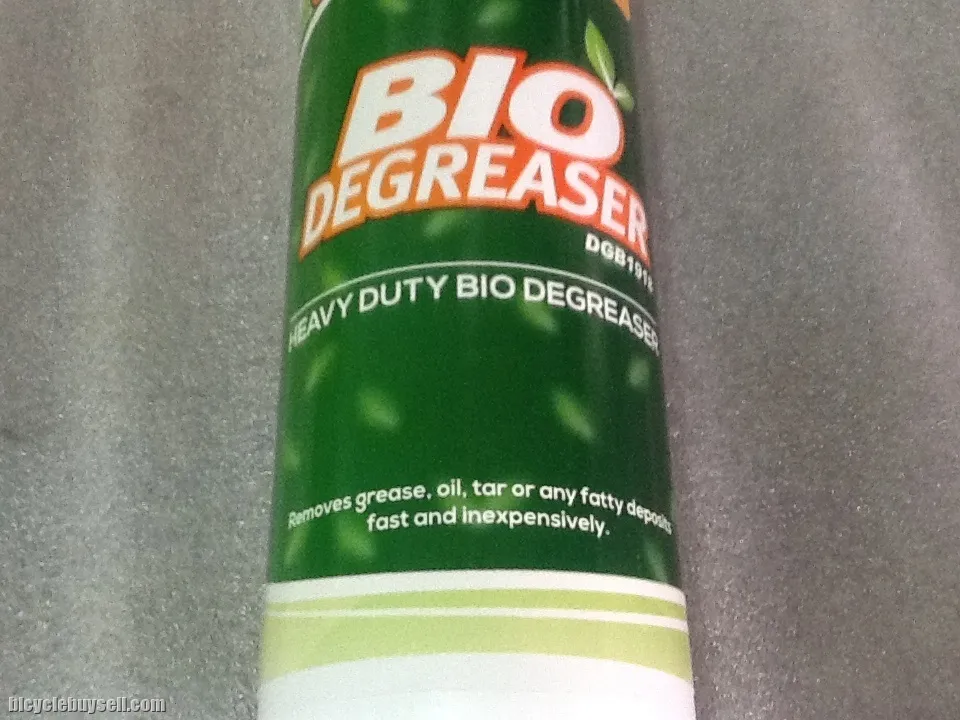 BIO
DEGREASER
HEAVY DUTY BIO DEGREASER
Removes grease, oil, tar or any fatty deposits
fast and inexpensively.
bicyclebuysell.com